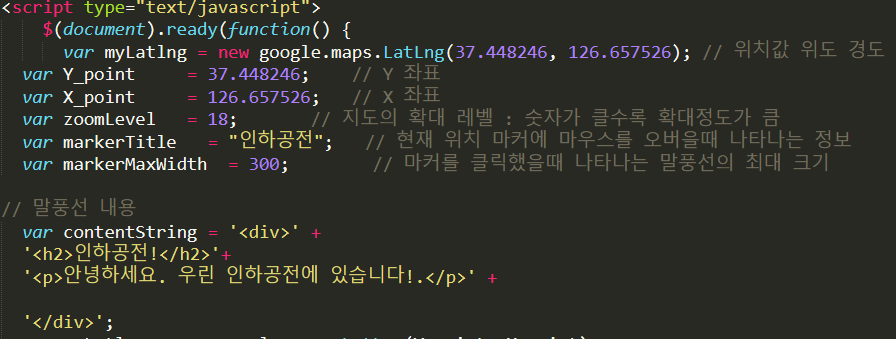 <script type="text/javascript">
$(document).ready(function() {
var myLatlng = new google.maps.LatLng(37.448246, 126.657526); // 위치값 위도 경도
var Y_point = 37.448246; // Y 좌표
var X_point = 126.657526; // X 좌표
var zoomLevel = 18; // 지도의 확대 레벨 : 숫자가 클수록 확대정도가 큼
var markerTitle = "인하공전"; // 현재 위치 마커에 마우스를 오버을때 나타나는 정보
var markerMaxWidth = 300; // 마커를 클릭했을때 나타나는 말풍선의 최대 크기
// 말풍선 내용
var contentString = '<div>' +
'<h2>인하공전!</h2>'+
'<p>안녕하세요. 우린 인하공전에 있습니다!.</p>' +
'</div>';